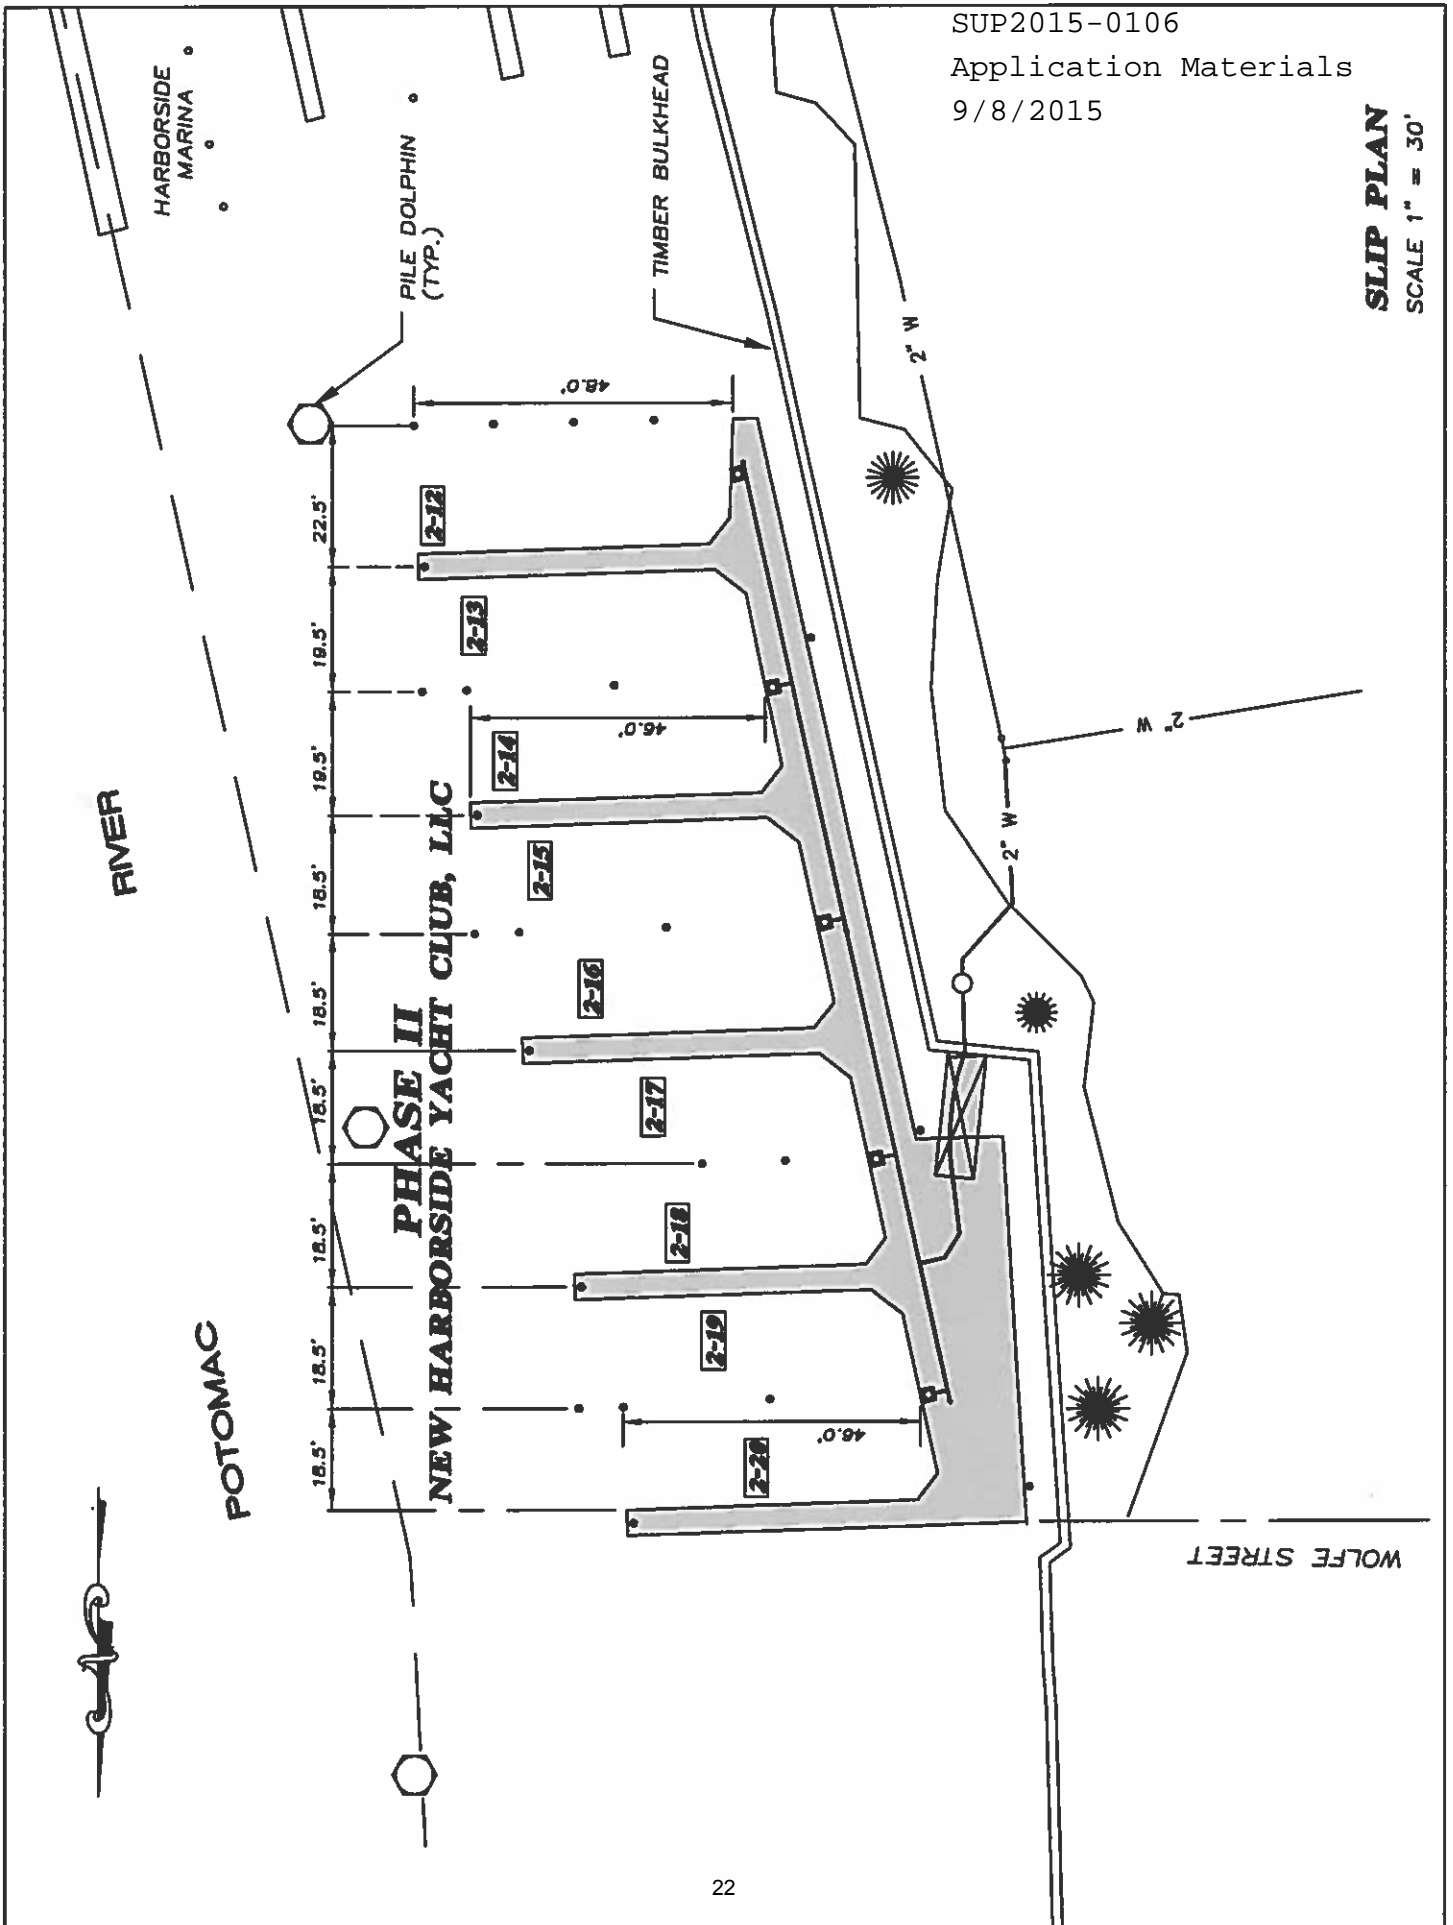 SUP2015-0106
Application Materials
9/8/2015
SLIP PLAN
SCALE 1" = 30'
HARBORSIDE
MARINA
PILE DOLPHIN
(TYP.)
TIMBER BULKHEAD
POTOMAC
RIVER
PHASE II
NEW HARBORSIDE YACHT CLUB, LLC
18.5'
18.5'
18.5'
18.5'
18.5'
18.5'
19.5'
19.5'
22.5'
48.0'
46.0'
46.0'
2-12
2-13
2-14
2-15
2-16
2-17
2-18
2-19
2-20
2" W
2" W
2" W
WOLFE STREET
22